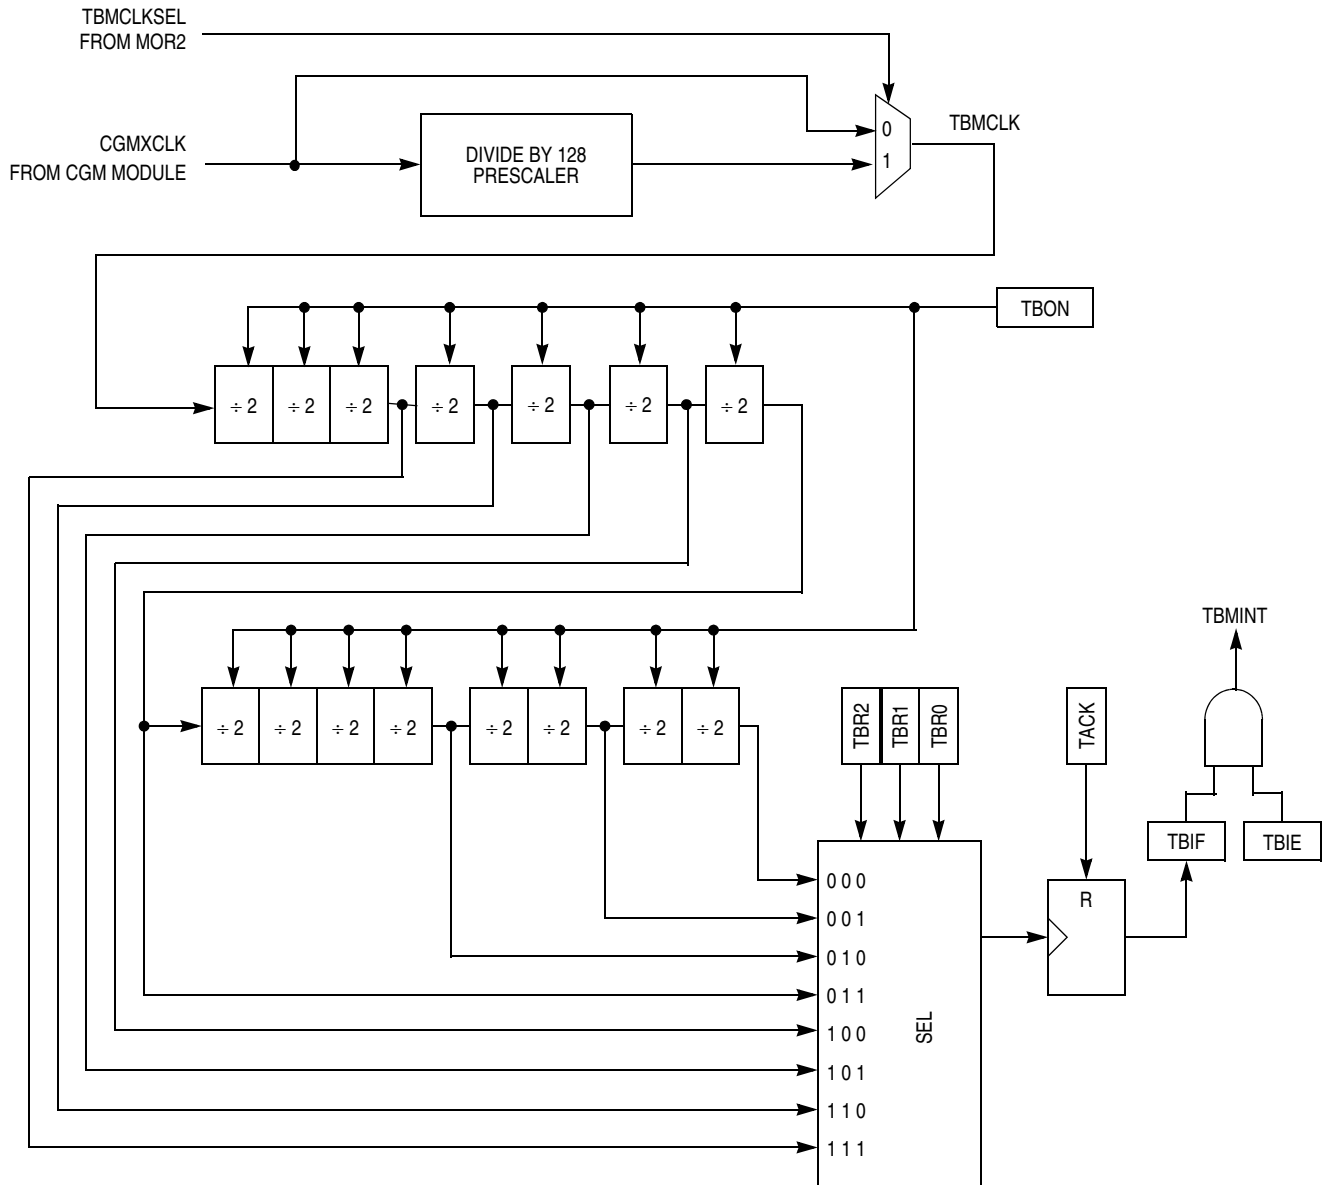 TBMCLKSEL
FROM MOR2
CGMXCLK
FROM CGM MODULE
DIVIDE BY 128
PRESCALER
0
1
TBMCLK
TBON
÷ 2 ÷ 2 ÷ 2 ÷ 2 ÷ 2 ÷ 2 ÷ 2
TBMINT
÷ 2 ÷ 2 ÷ 2 ÷ 2 ÷ 2 ÷ 2 ÷ 2 ÷ 2
TBR2
TBR1
TBR0
TACK
TBIF
TBIE
R
0 0 0
0 0 1
0 1 0
0 1 1
1 0 0
1 0 1
1 1 0
1 1 1
SEL